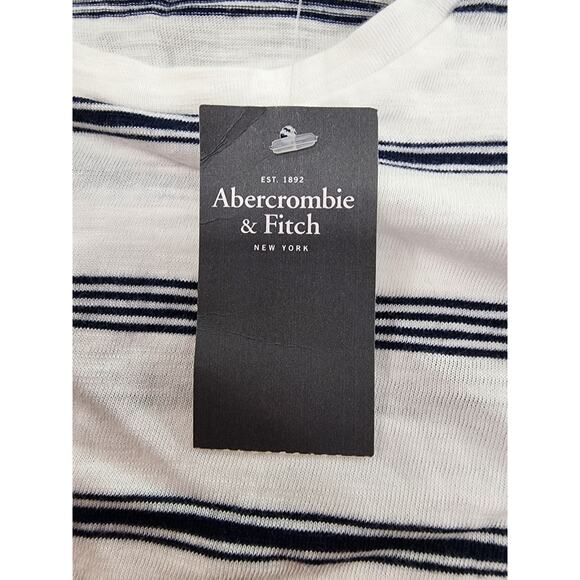 EST. 1892
Abercrombie
& Fitch
NEW YORK